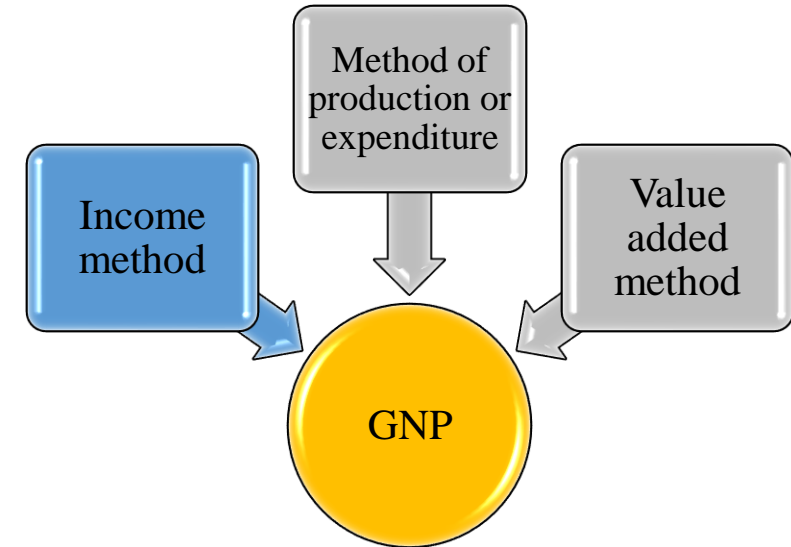 Method of
production or
expenditure
Income
method
Value
added
method
GNP